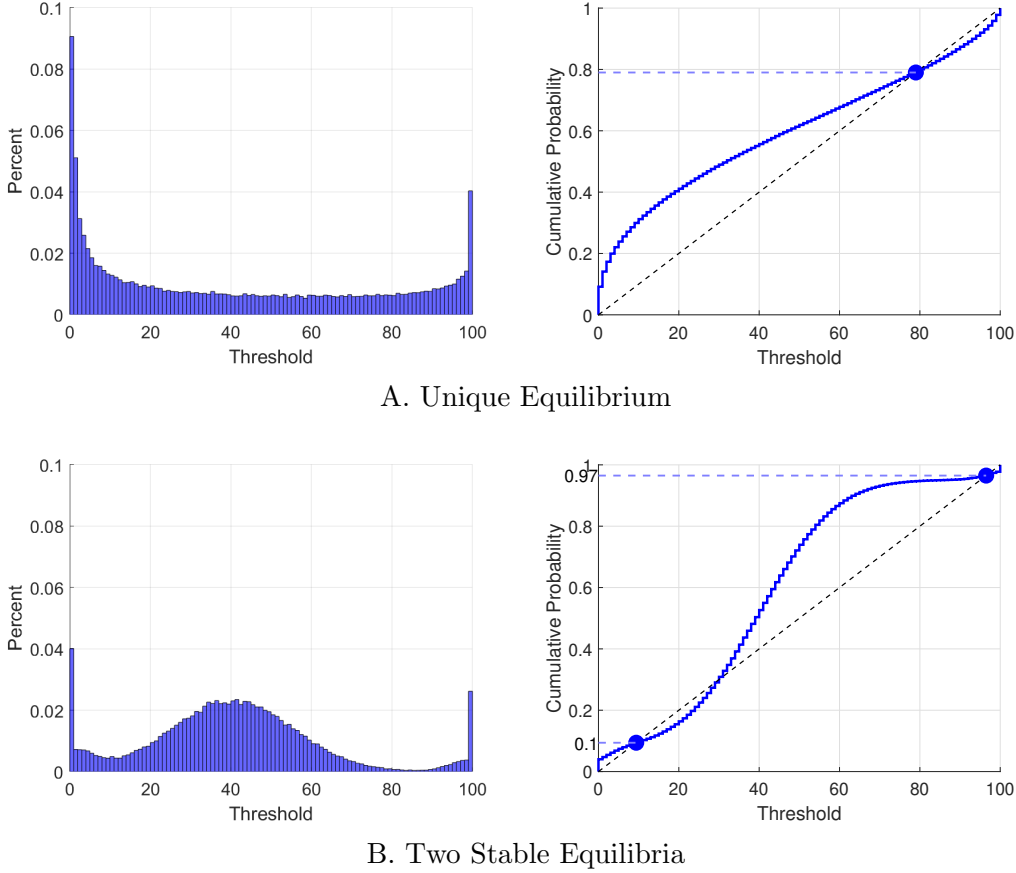 0.1
0.08
0.06
0.04
0.02
0
0 20 40 60 80 100
Percent
Threshold
1
0.8
0.6
0.4
0.2
0
0 20 40 60 80 100
Cumulative Probability
Threshold
A. Unique Equilibrium
0.1
0.08
0.06
0.04
0.02
0
0 20 40 60 80 100
Percent
Threshold
1
0.97
0.8
0.6
0.4
0.2
0.1
0
0 20 40 60 80 100
Cumulative Probability
Threshold
B. Two Stable Equilibria